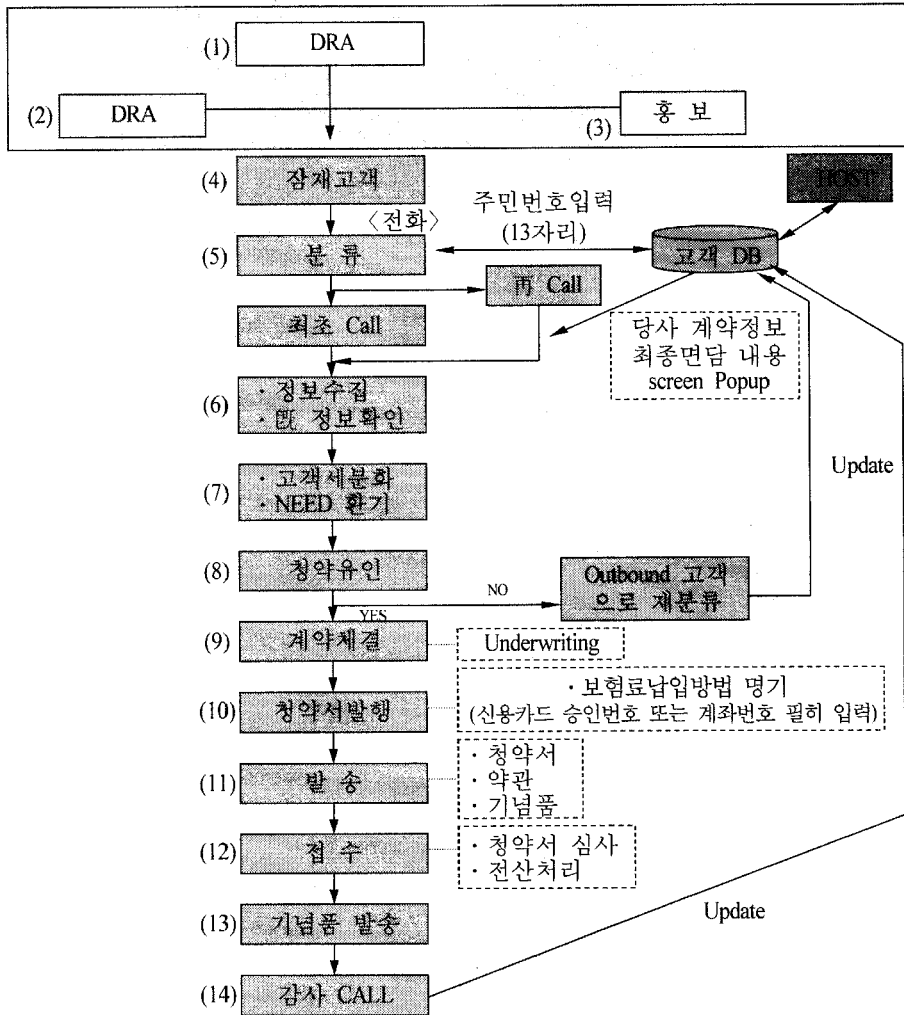 (1) DRA
(2) DRA
(3) 홍 보
(4) 잠재고객
HOST
〈전화〉
주민번호입력
(13자리)
(5) 분 류
고객 DB
再 Call
최초 Call
당사 계약정보
최종면담 내용
screen Popup
(6) · 정보수집
· 旣 정보확인
Update
(7) · 고객세분화
· NEED 환기
(8) 청약유인
NO
Outbound 고객
으로 재분류
YES
(9) 계약체결
Underwriting
(10) 청약서발행
· 보험료납입방법 명기
(신용카드 승인번호 또는 계좌번호 필히 입력)
(11) 발 송
· 청약서
· 약관
· 기념품
(12) 접 수
· 청약서 심사
· 전산처리
(13) 기념품 발송
Update
(14) 감사 CALL